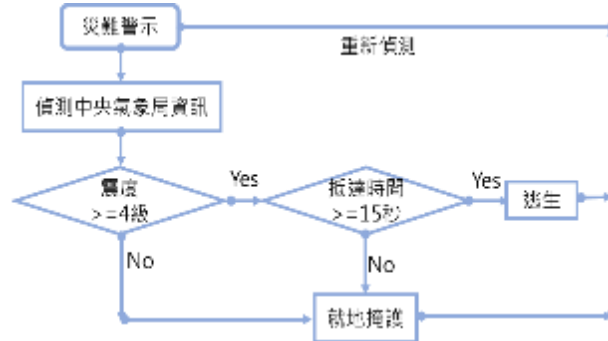 災難警示
重新偵測
偵測中央氣象局資訊
震度
>=4級
Yes
抵達時間
>=15秒
Yes
逃生
No
No
就地掩護